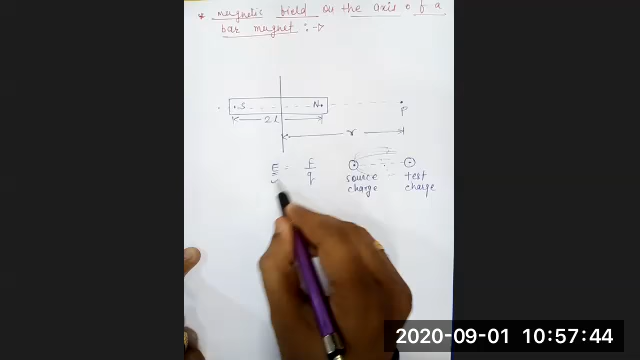 * magnetic field on the axis of a
bar magnet :-
S N
2l
r
P
E = F
q
source test
charge charge
2020-09-01 10:57:44